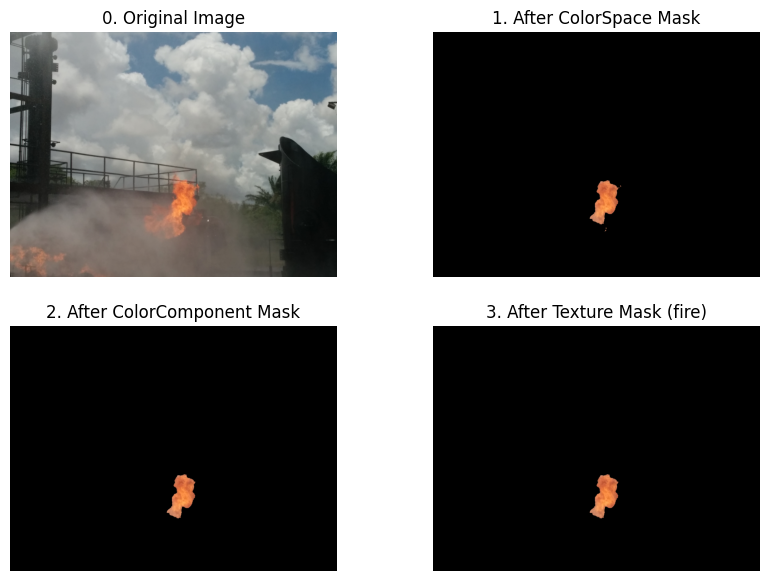 0. Original Image
1. After ColorSpace Mask
2. After ColorComponent Mask
3. After Texture Mask (fire)